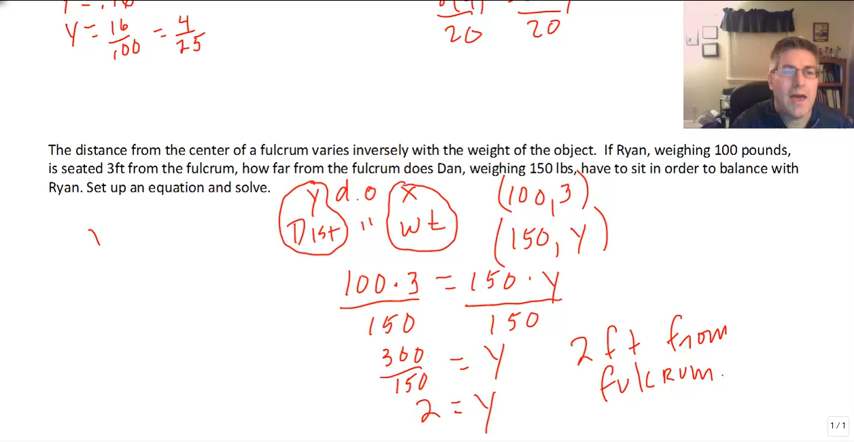 Y = 16/100 = 4/25
20 20
The distance from the center of a fulcrum varies inversely with the weight of the object. If Ryan, weighing 100 pounds,
is seated 3ft from the fulcrum, how far from the fulcrum does Dan, weighing 150 lbs, have to sit in order to balance with
Ryan. Set up an equation and solve.
y d.o x (100, 3)
Dist " wt (150, y)
100 · 3 = 150 · y
150 150
300/150 = y
2 = y
2 ft from
fulcrum.
1 / 1